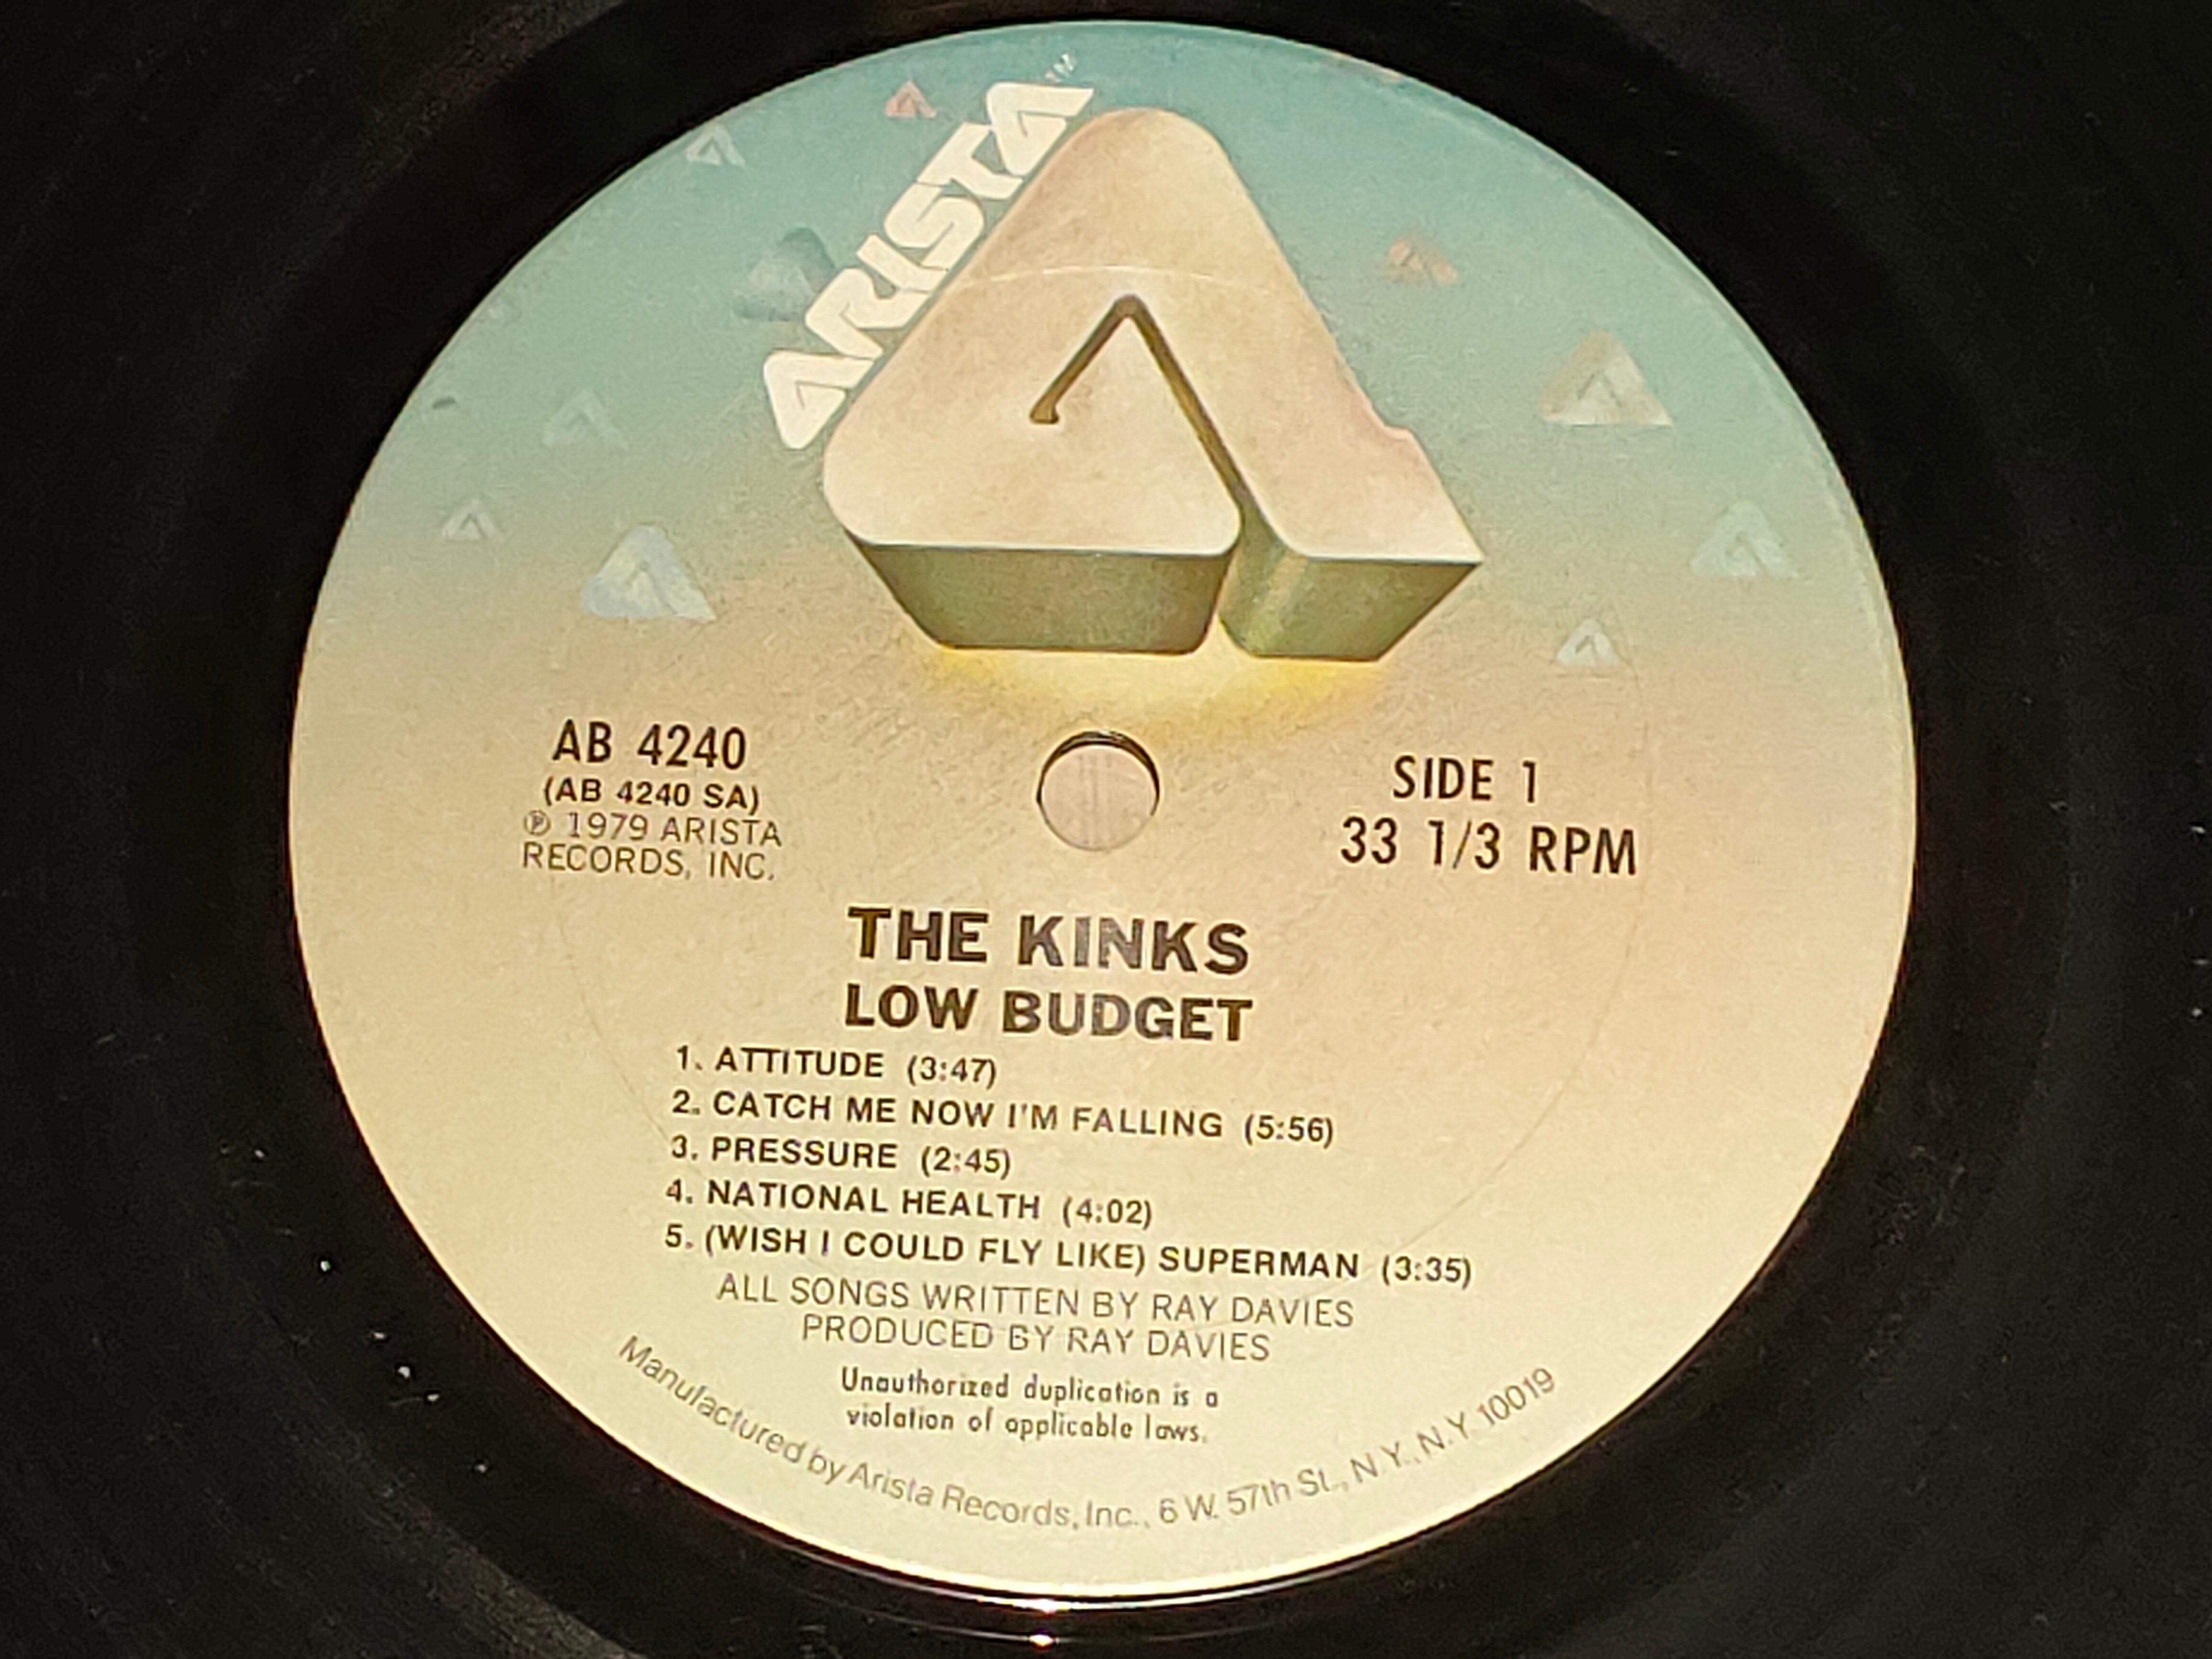 ARISTA™
AB 4240
(AB 4240 SA)
℗ 1979 ARISTA
RECORDS, INC.
SIDE 1
33 1/3 RPM
THE KINKS
LOW BUDGET
1. ATTITUDE (3:47)
2. CATCH ME NOW I'M FALLING (5:56)
3. PRESSURE (2:45)
4. NATIONAL HEALTH (4:02)
5. (WISH I COULD FLY LIKE) SUPERMAN (3:35)
ALL SONGS WRITTEN BY RAY DAVIES
PRODUCED BY RAY DAVIES
Unauthorized duplication is a
violation of applicable laws.
Manufactured by Arista Records, Inc., 6 W. 57th St., N.Y., N.Y. 10019